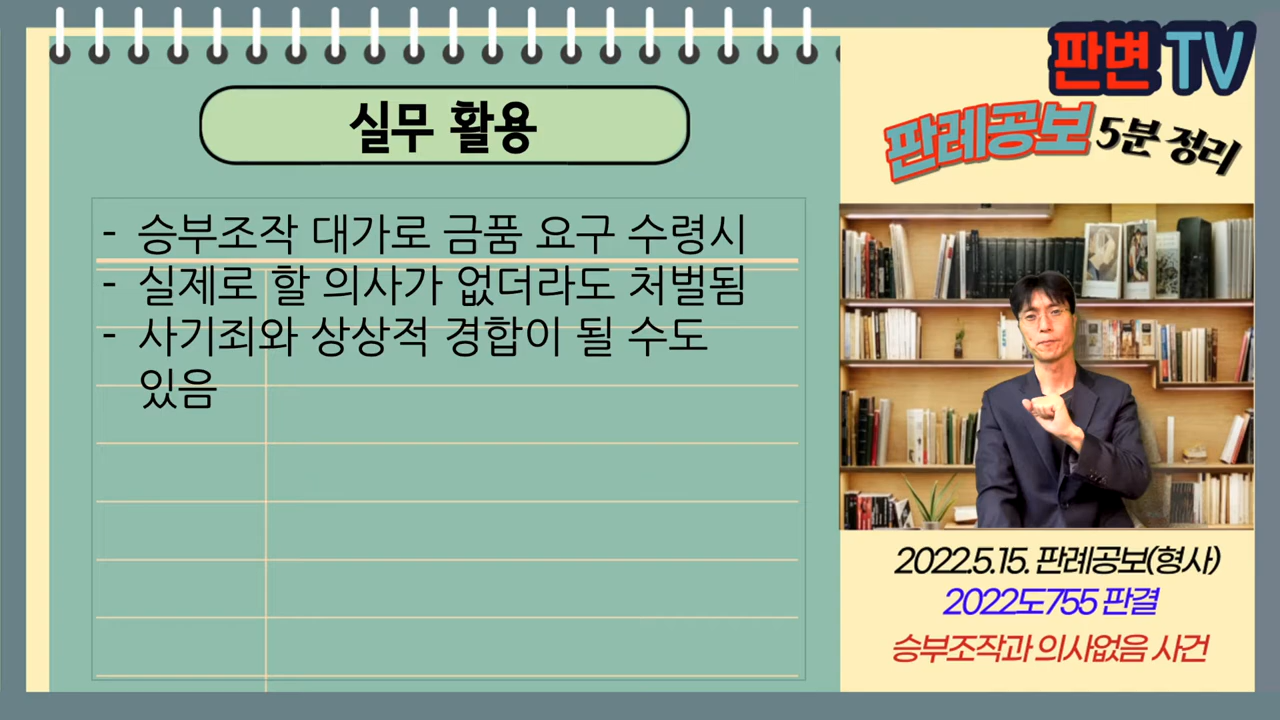 실무 활용
- 승부조작 대가로 금품 요구 수령시
- 실제로 할 의사가 없더라도 처벌됨
- 사기죄와 상상적 경합이 될 수도
있음
판변 TV
판례공보 5분 정리
2022.5.15. 판례공보(형사)
2022도755 판결
승부조작과 의사없음 사건